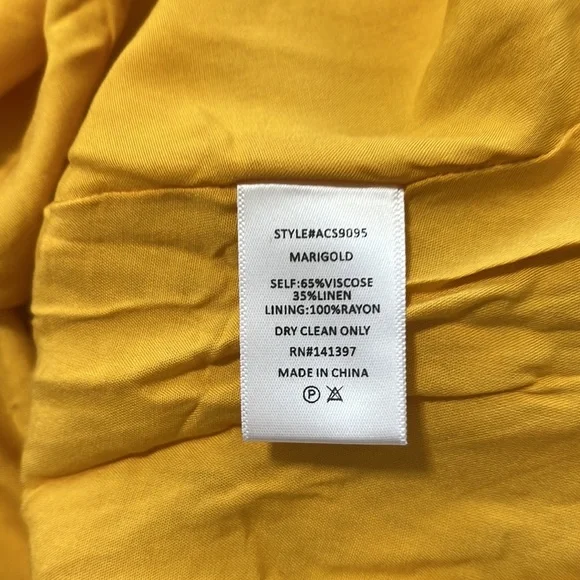 STYLE#ACS9095
MARIGOLD
SELF:65%VISCOSE
35%LINEN
LINING:100%RAYON
DRY CLEAN ONLY
RN#141397
MADE IN CHINA
P